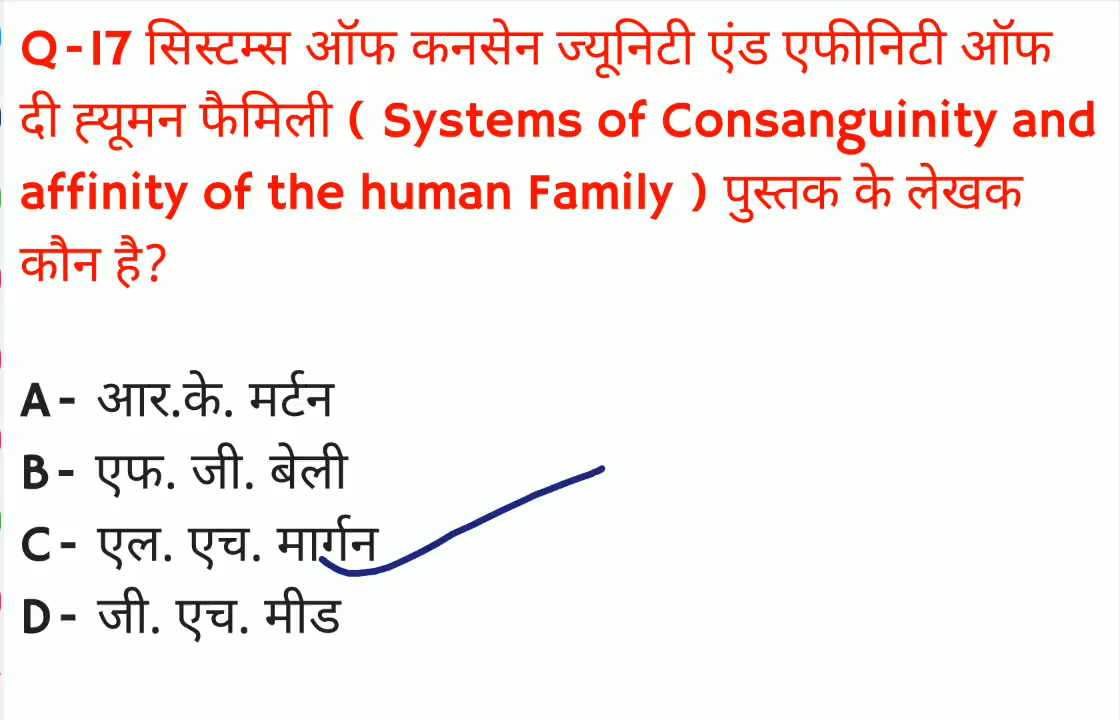 Q-17 सिस्टम्स ऑफ कनसेन ज्यूनिटी एंड एफीनिटी ऑफ
दी ह्यूमन फैमिली ( Systems of Consanguinity and
affinity of the human Family ) पुस्तक के लेखक
कौन है?
A- आर.के. मर्टन
B- एफ. जी. बेली
C- एल. एच. मार्गन
D- जी. एच. मीड